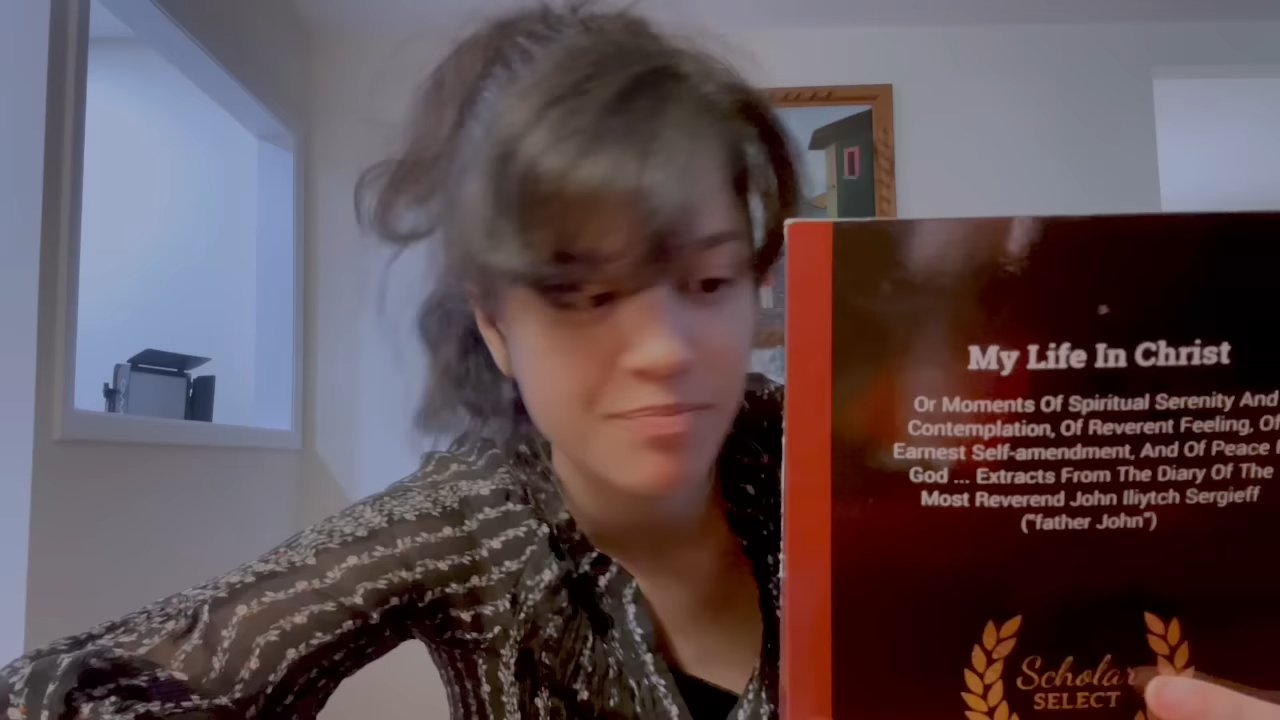 My Life In Christ
Or Moments Of Spiritual Serenity And
Contemplation, Of Reverent Feeling, Of
Earnest Self-amendment, And Of Peace
God ... Extracts From The Diary Of The
Most Reverend John Iliytch Sergieff
("father John")
Scholar
SELECT